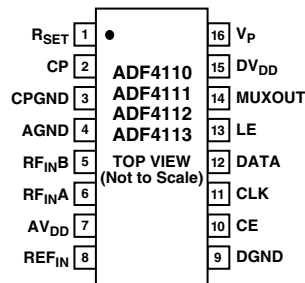 RSET 1
CP 2
CPGND 3
AGND 4
RFINB 5
RFINA 6
AVDD 7
REFIN 8
ADF4110
ADF4111
ADF4112
ADF4113
TOP VIEW
(Not to Scale)
16 VP
15 DVDD
14 MUXOUT
13 LE
12 DATA
11 CLK
10 CE
9 DGND